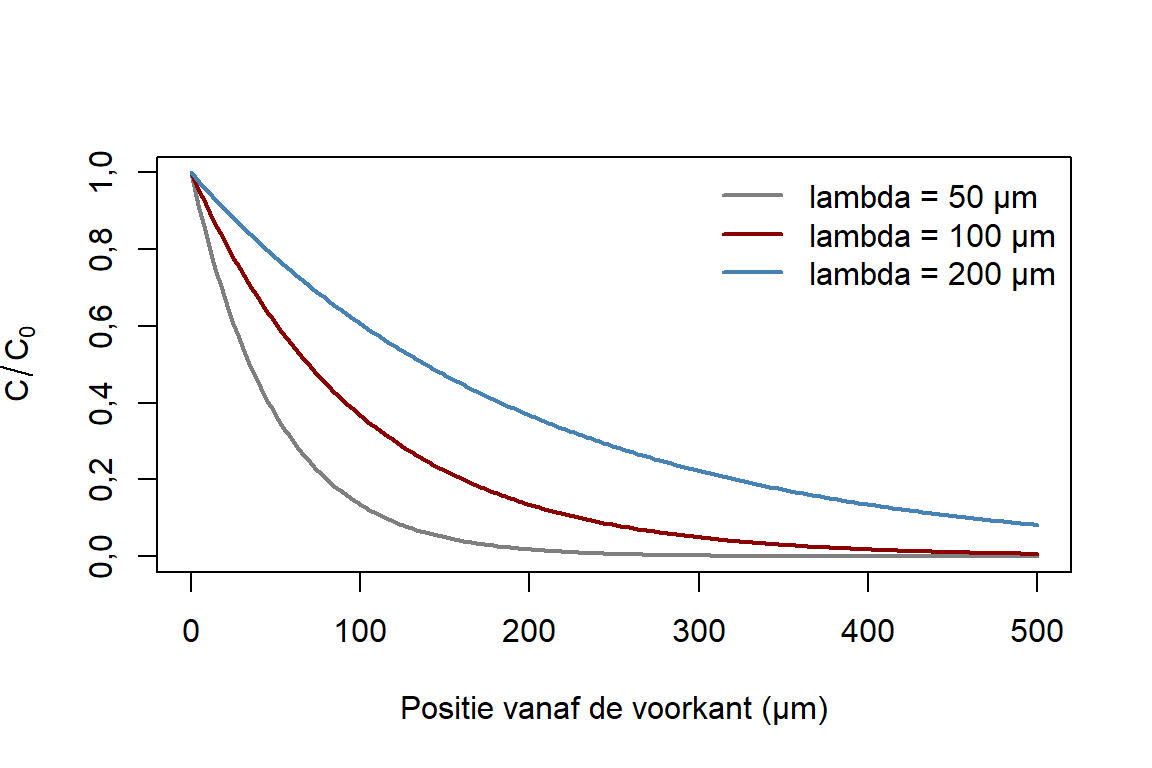 lambda = 50 µm
lambda = 100 µm
lambda = 200 µm
C / C₀
1,0
0,8
0,6
0,4
0,2
0,0
0 100 200 300 400 500
Positie vanaf de voorkant (µm)